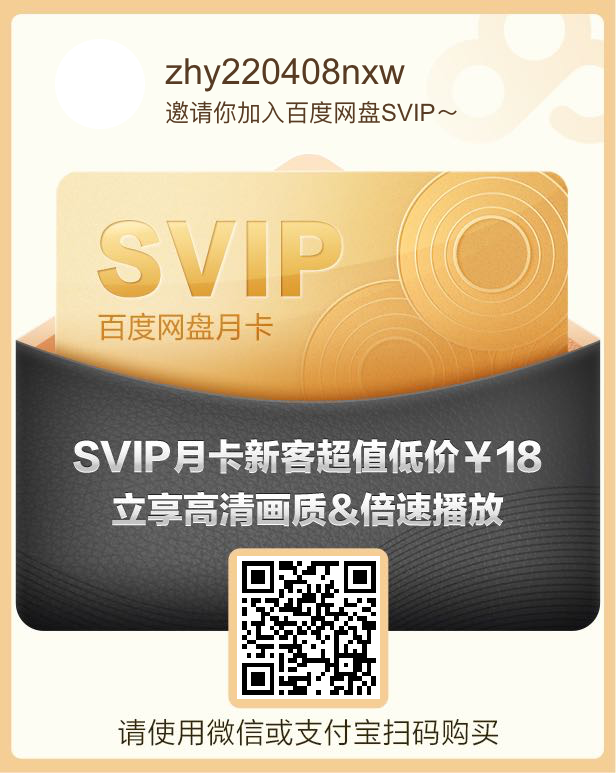 zhy220408nxw
邀请你加入百度网盘SVIP～
SVIP
百度网盘月卡
SVIP月卡新客超值低价￥18
立享高清画质&倍速播放
请使用微信或支付宝扫码购买